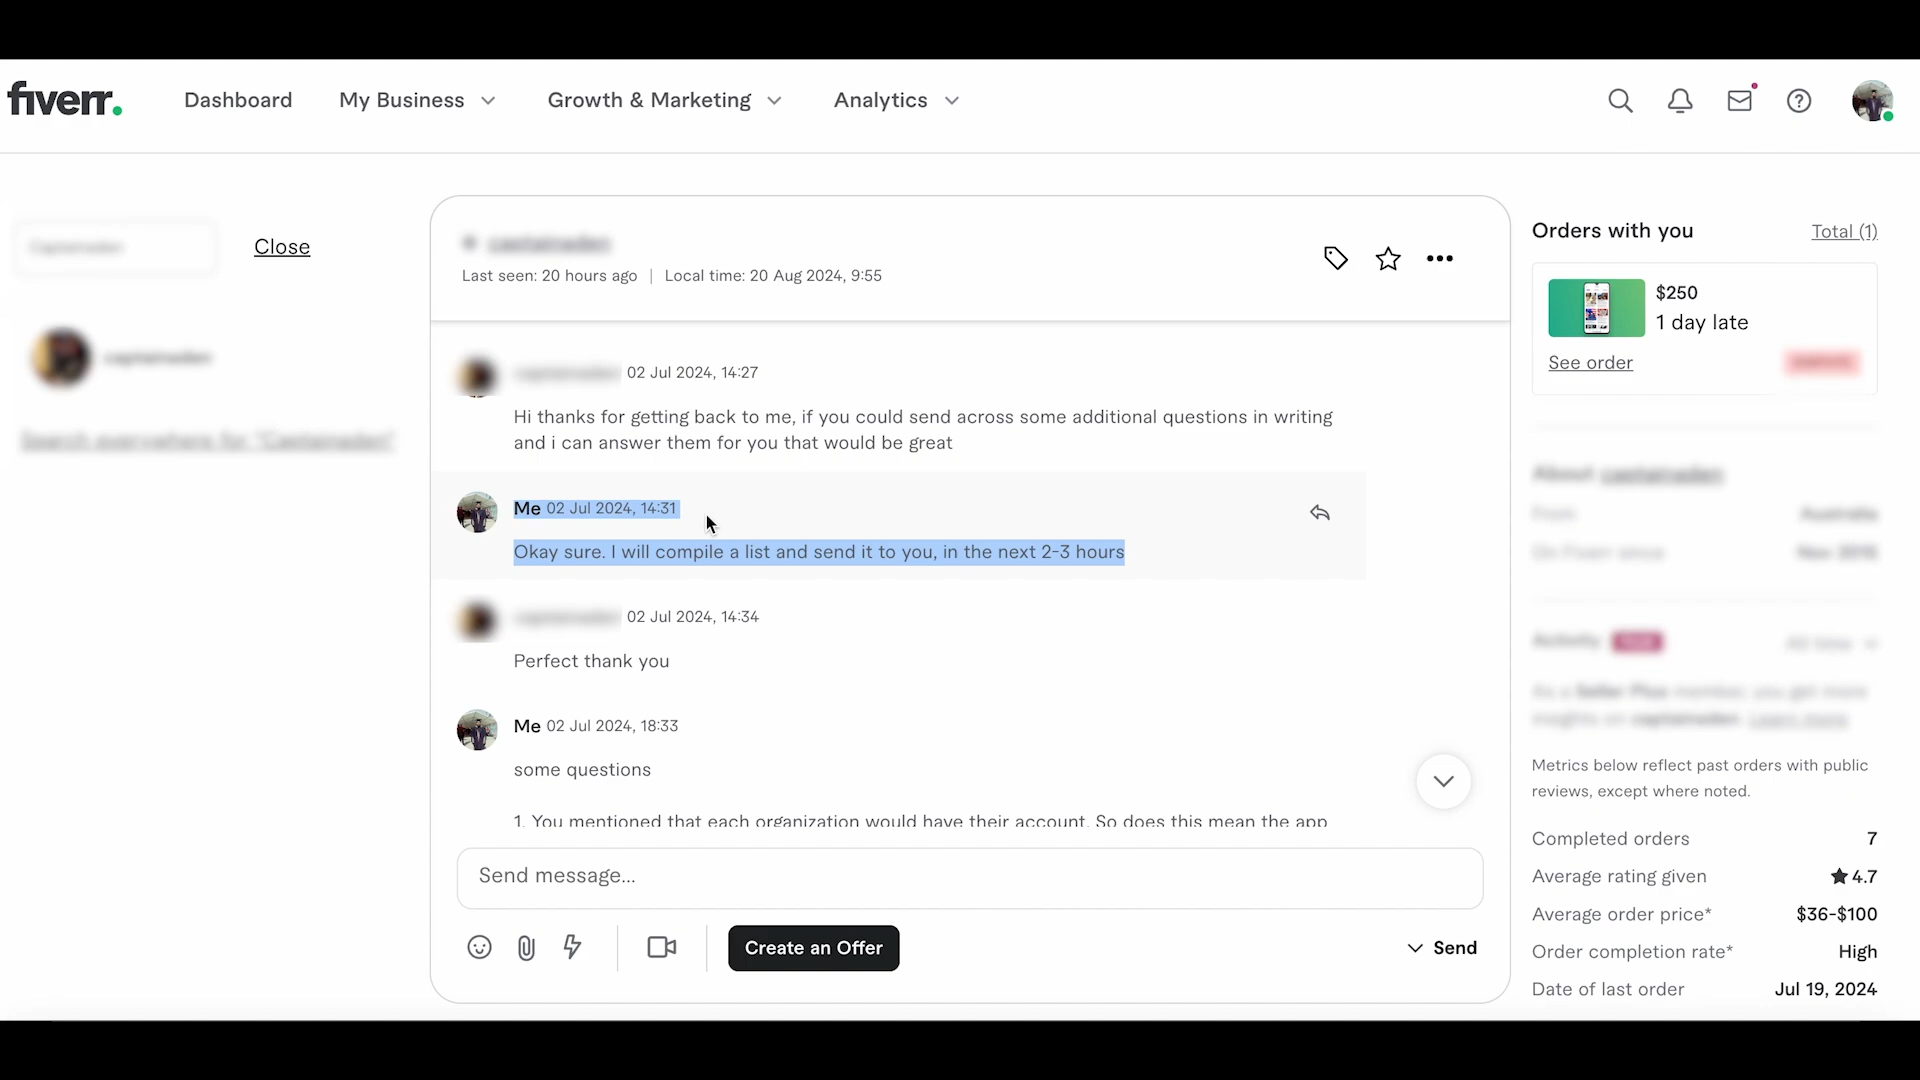 fiverr.
Dashboard
My Business
Growth & Marketing
Analytics
Close
Last seen: 20 hours ago | Local time: 20 Aug 2024, 9:55
02 Jul 2024, 14:27
Hi thanks for getting back to me, if you could send across some additional questions in writing
and i can answer them for you that would be great
Me 02 Jul 2024, 14:31
Okay sure. I will compile a list and send it to you, in the next 2-3 hours
02 Jul 2024, 14:34
Perfect thank you
Me 02 Jul 2024, 18:33
some questions
1. You mentioned that each organization would have their account. So does this mean the app
Send message...
Create an Offer
Send
Orders with you
Total (1)
$250
1 day late
See order
Metrics below reflect past orders with public
reviews, except where noted.
Completed orders 7
Average rating given ★ 4.7
Average order price* $36-$100
Order completion rate* High
Date of last order Jul 19, 2024